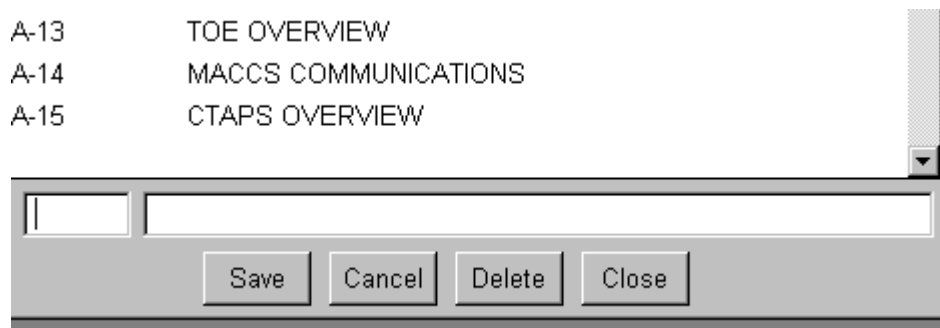 A-13 TOE OVERVIEW
A-14 MACCS COMMUNICATIONS
A-15 CTAPS OVERVIEW
Save Cancel Delete Close